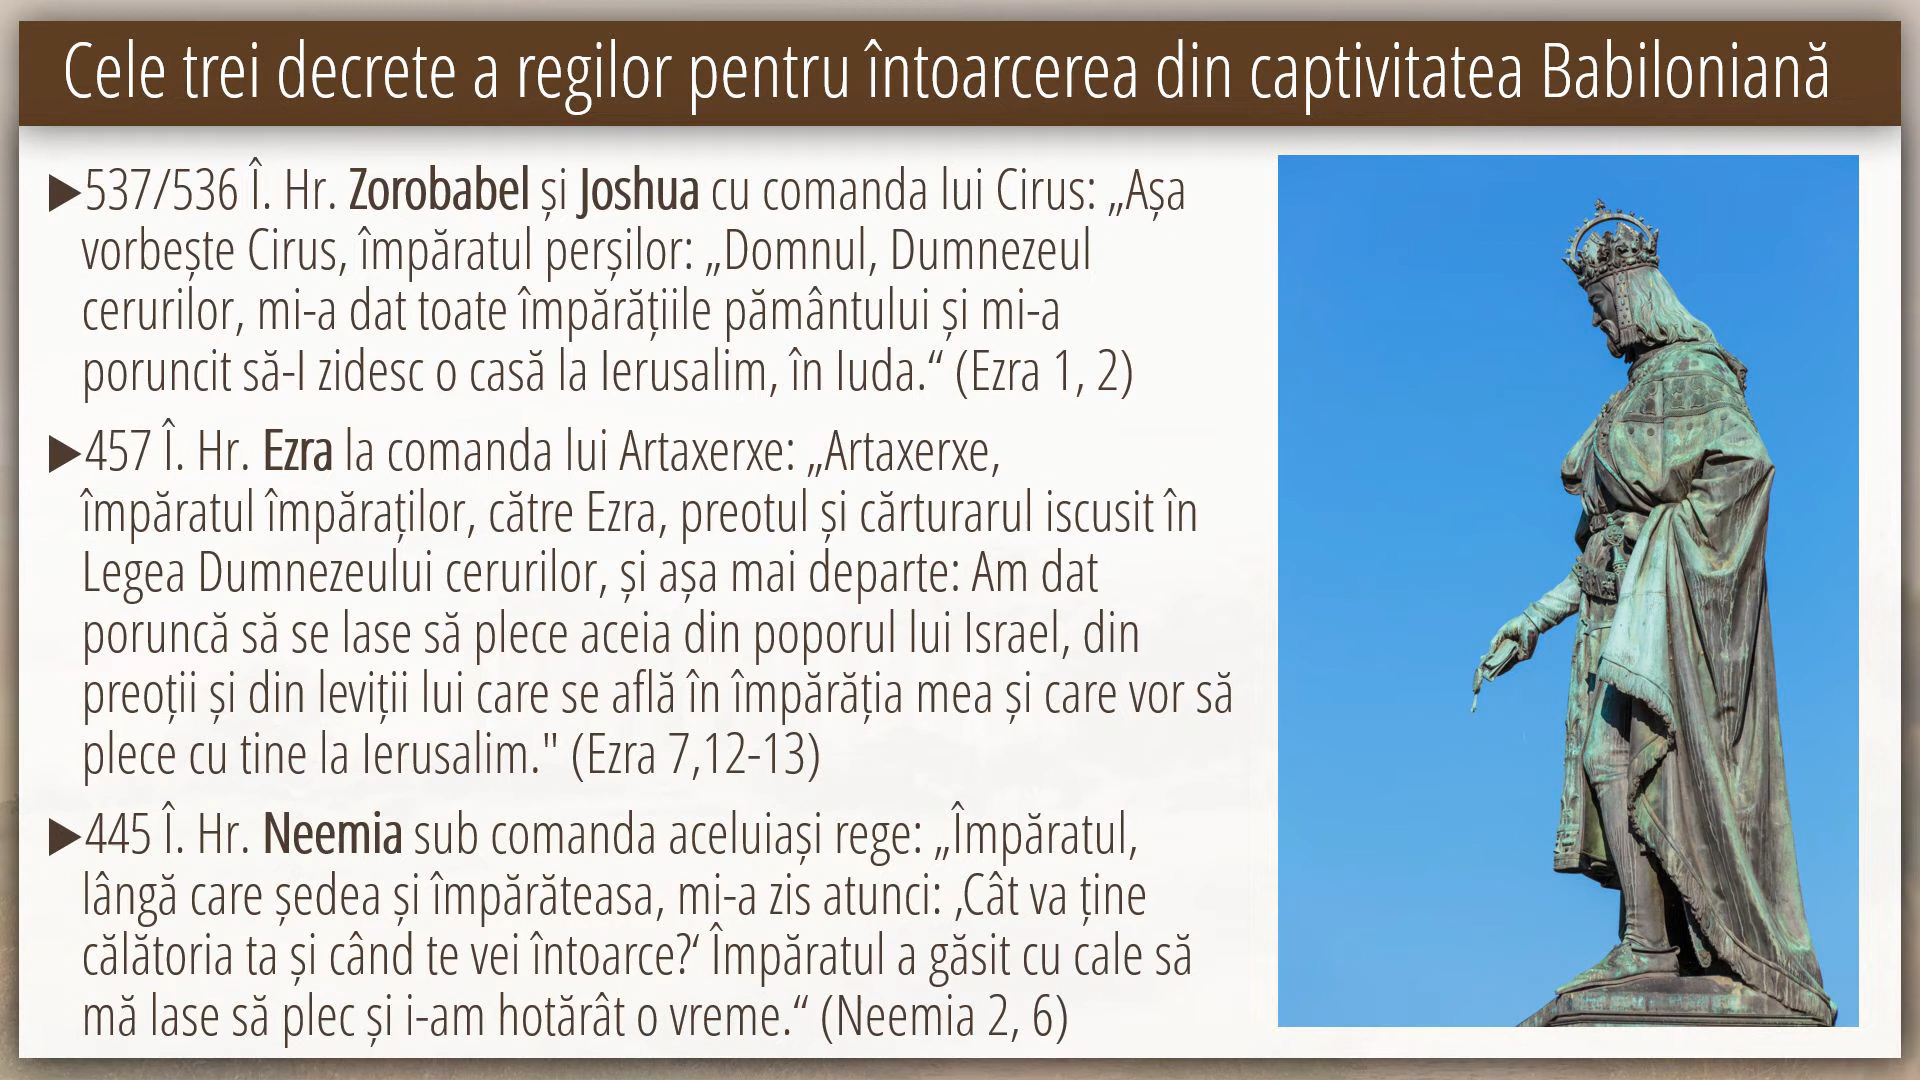 Cele trei decrete a regilor pentru întoarcerea din captivitatea Babiloniană
▶537/536 Î. Hr. Zorobabel și Joshua cu comanda lui Cirus: „Așa
vorbește Cirus, împăratul perșilor: „Domnul, Dumnezeul
cerurilor, mi-a dat toate împărățiile pământului și mi-a
poruncit să-I zidesc o casă la Ierusalim, în Iuda.“ (Ezra 1, 2)
▶457 Î. Hr. Ezra la comanda lui Artaxerxe: „Artaxerxe,
împăratul împăraților, către Ezra, preotul și cărturarul iscusit în
Legea Dumnezeului cerurilor, și așa mai departe: Am dat
poruncă să se lase să plece aceia din poporul lui Israel, din
preoții și din leviții lui care se află în împărăția mea și care vor să
plece cu tine la Ierusalim." (Ezra 7,12-13)
▶445 Î. Hr. Neemia sub comanda aceluiași rege: „Împăratul,
lângă care ședea și împărăteasa, mi-a zis atunci: ‚Cât va ține
călătoria ta și când te vei întoarce?‘ Împăratul a găsit cu cale să
mă lase să plec și i-am hotărât o vreme.“ (Neemia 2, 6)